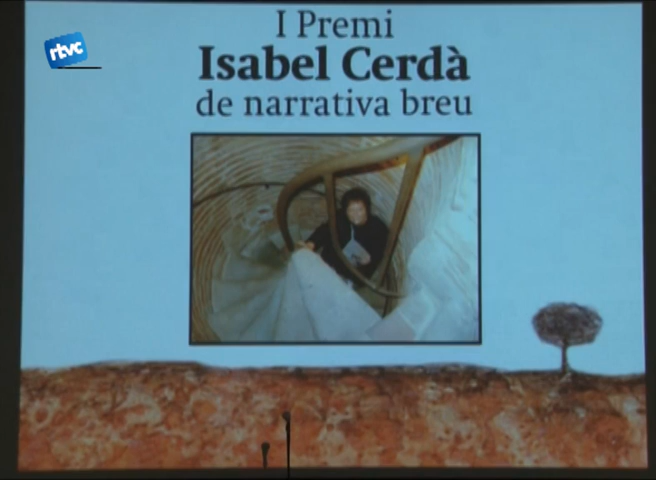 I Premi
rtvc
Isabel Cerdà
de narrativa breu